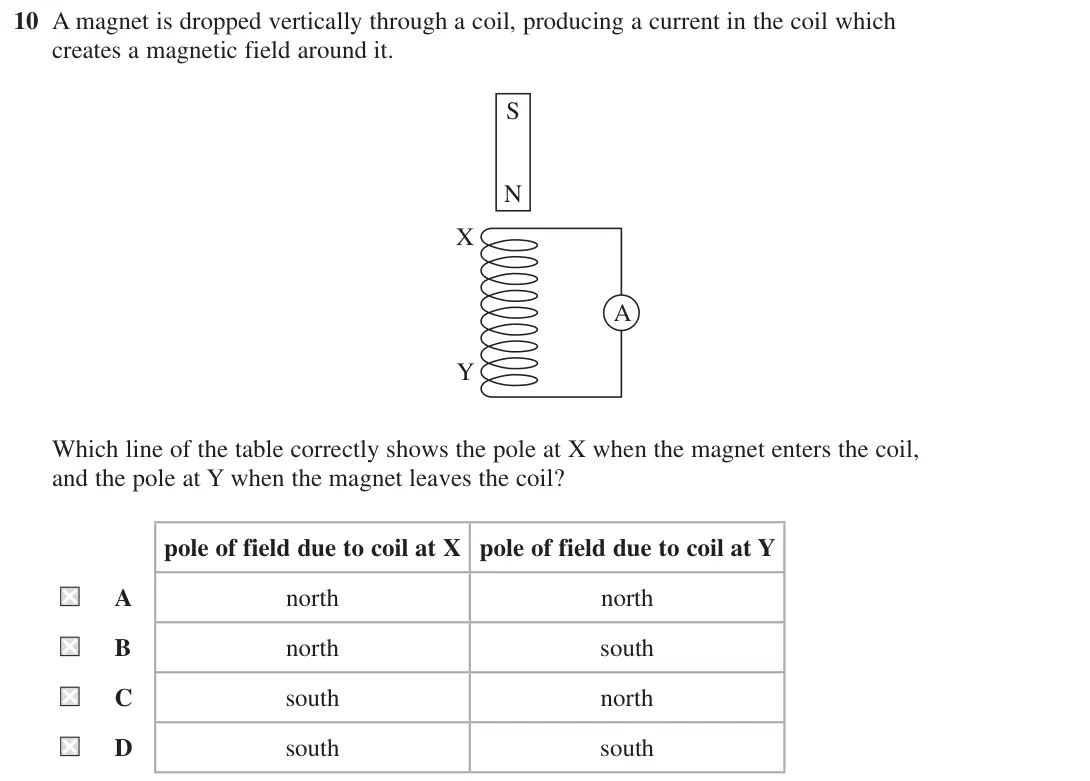 10 A magnet is dropped vertically through a coil, producing a current in the coil which
creates a magnetic field around it.
S
N
X
A
Y
Which line of the table correctly shows the pole at X when the magnet enters the coil,
and the pole at Y when the magnet leaves the coil?
pole of field due to coil at X pole of field due to coil at Y
A north north
B north south
C south north
D south south